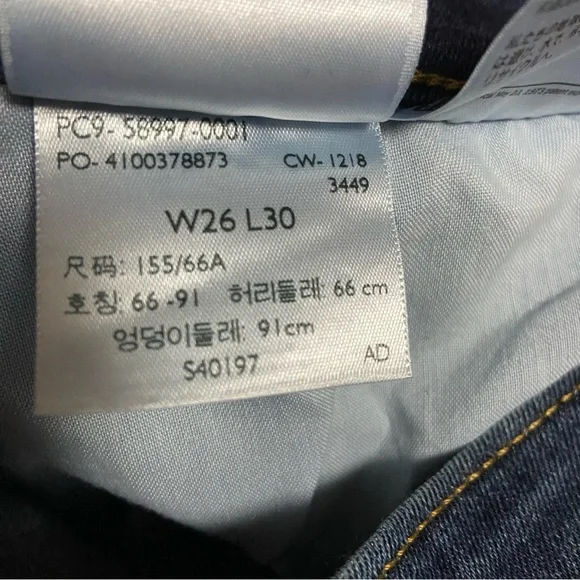 PC9- 58997-0001
PO- 4100378873 CW- 1218
3449
W26 L30
尺码: 155/66A
호칭: 66 -91 허리둘레: 66 cm
엉덩이둘레: 91cm
S40197 AD